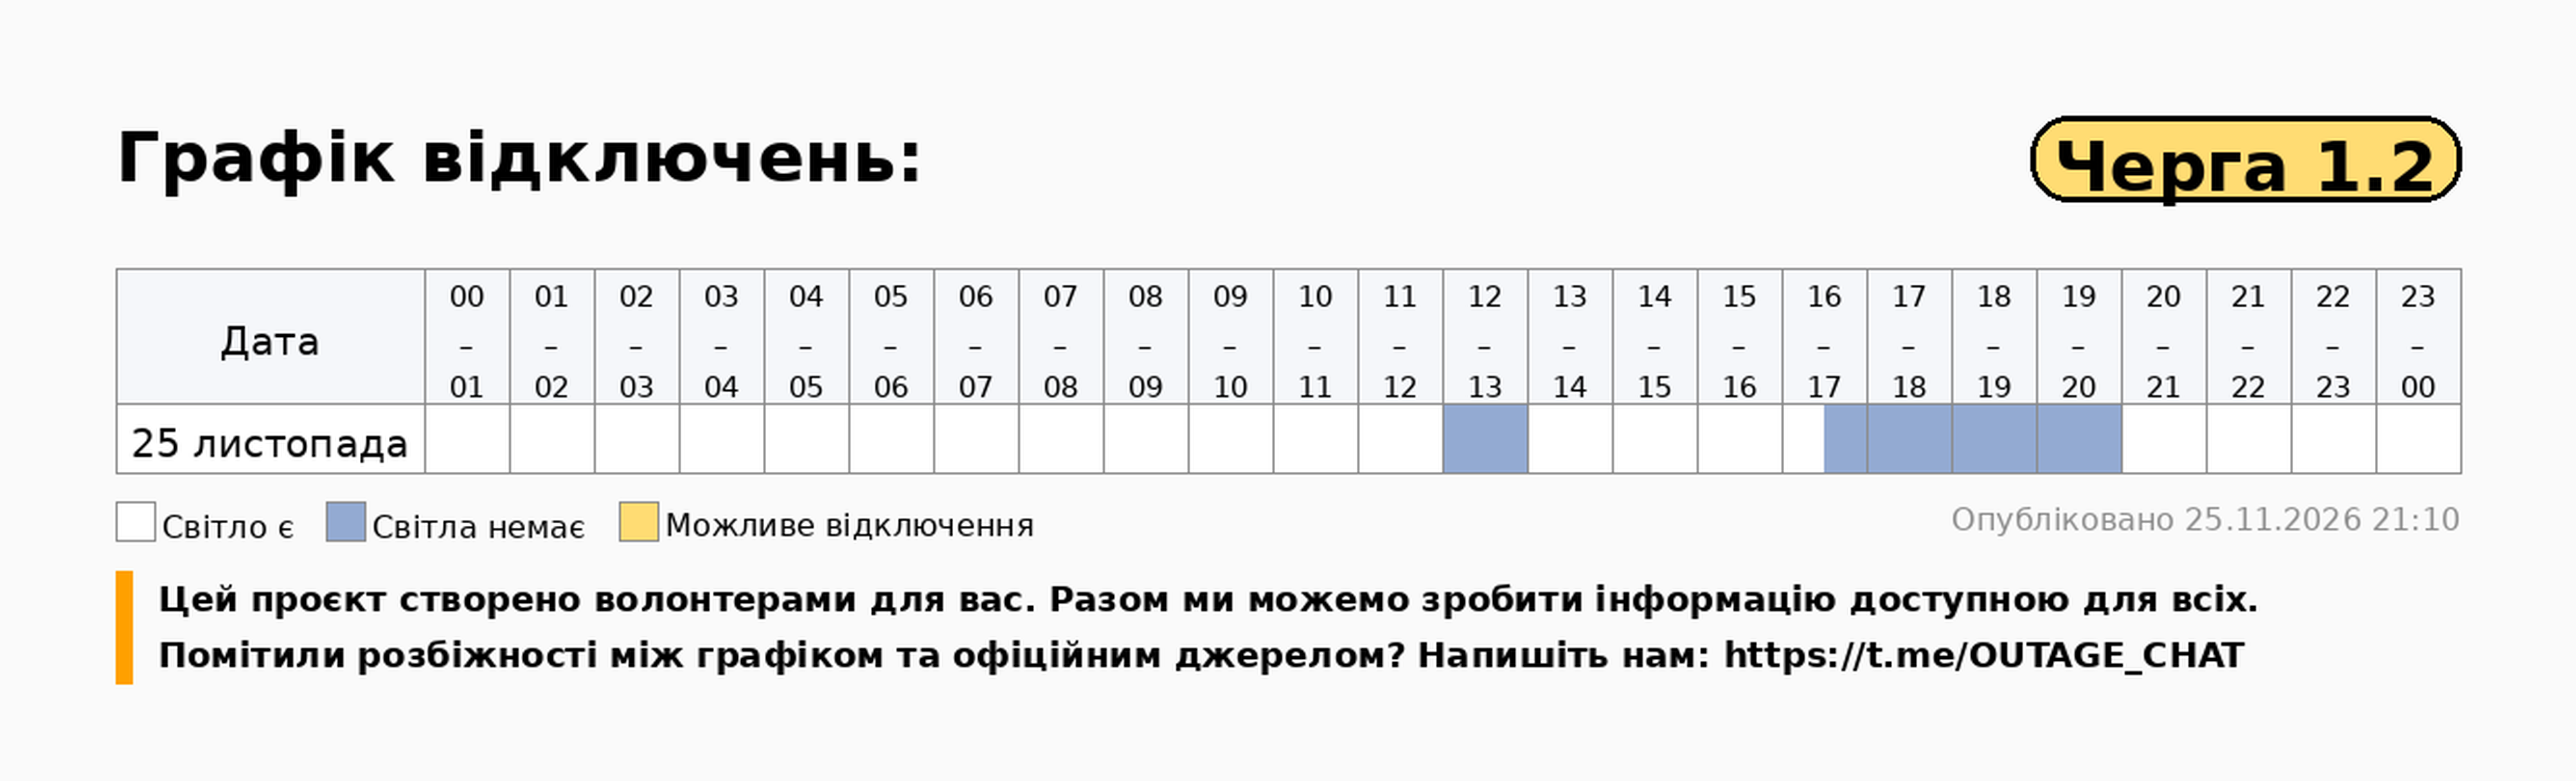 Графік відключень:
Черга 1.2
Дата
00 – 01
01 – 02
02 – 03
03 – 04
04 – 05
05 – 06
06 – 07
07 – 08
08 – 09
09 – 10
10 – 11
11 – 12
12 – 13
13 – 14
14 – 15
15 – 16
16 – 17
17 – 18
18 – 19
19 – 20
20 – 21
21 – 22
22 – 23
23 – 00
25 листопада
Світло є
Світла немає
Можливе відключення
Опубліковано 25.11.2026 21:10
Цей проєкт створено волонтерами для вас. Разом ми можемо зробити інформацію доступною для всіх.
Помітили розбіжності між графіком та офіційним джерелом? Напишіть нам: https://t.me/OUTAGE_CHAT